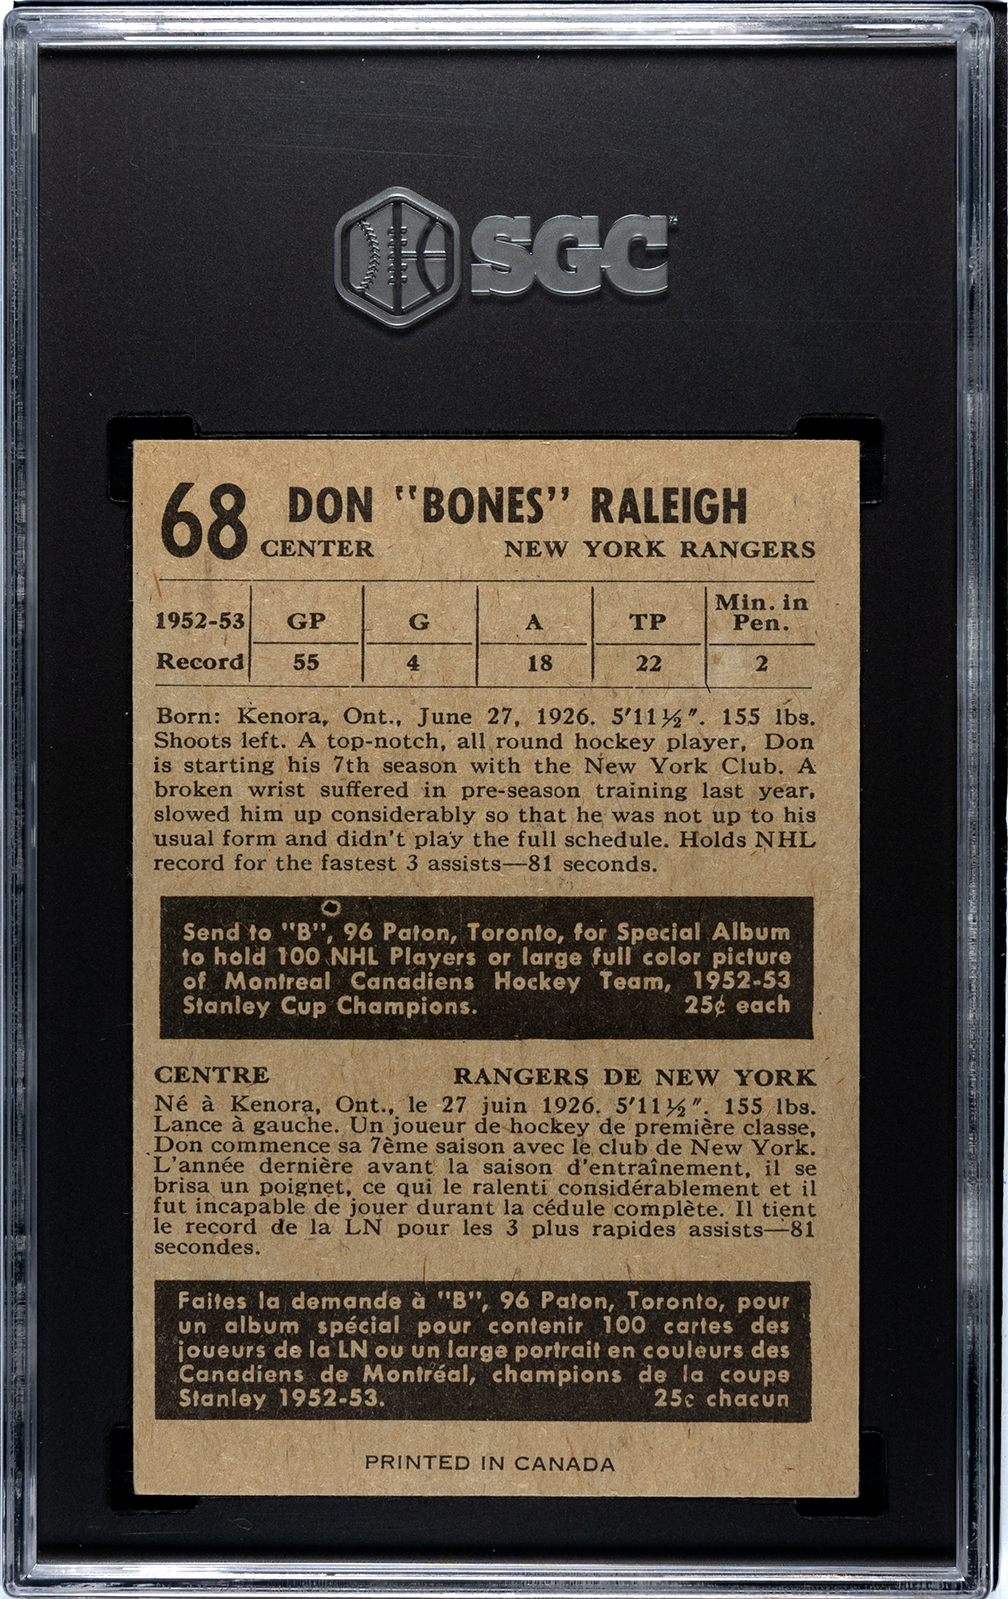 SGC
68 DON "BONES" RALEIGH
CENTER NEW YORK RANGERS
1952-53 GP G A TP Min. in Pen.
Record 55 4 18 22 2
Born: Kenora, Ont., June 27, 1926. 5'11½". 155 lbs.
Shoots left. A top-notch, all round hockey player, Don
is starting his 7th season with the New York Club. A
broken wrist suffered in pre-season training last year,
slowed him up considerably so that he was not up to his
usual form and didn't play the full schedule. Holds NHL
record for the fastest 3 assists—81 seconds.
Send to "B", 96 Paton, Toronto, for Special Album
to hold 100 NHL Players or large full color picture
of Montreal Canadiens Hockey Team, 1952-53
Stanley Cup Champions. 25¢ each
CENTRE RANGERS DE NEW YORK
Né à Kenora, Ont., le 27 juin 1926. 5'11½". 155 lbs.
Lance à gauche. Un joueur de hockey de première classe,
Don commence sa 7ème saison avec le club de New York.
L'année dernière avant la saison d'entraînement, il se
brisa un poignet, ce qui le ralenti considérablement et il
fut incapable de jouer durant la cédule complète. Il tient
le record de la LN pour les 3 plus rapides assists—81
secondes.
Faites la demande à "B", 96 Paton, Toronto, pour
un album spécial pour contenir 100 cartes des
joueurs de la LN ou un large portrait en couleurs des
Canadiens de Montréal, champions de la coupe
Stanley 1952-53. 25c chacun
PRINTED IN CANADA